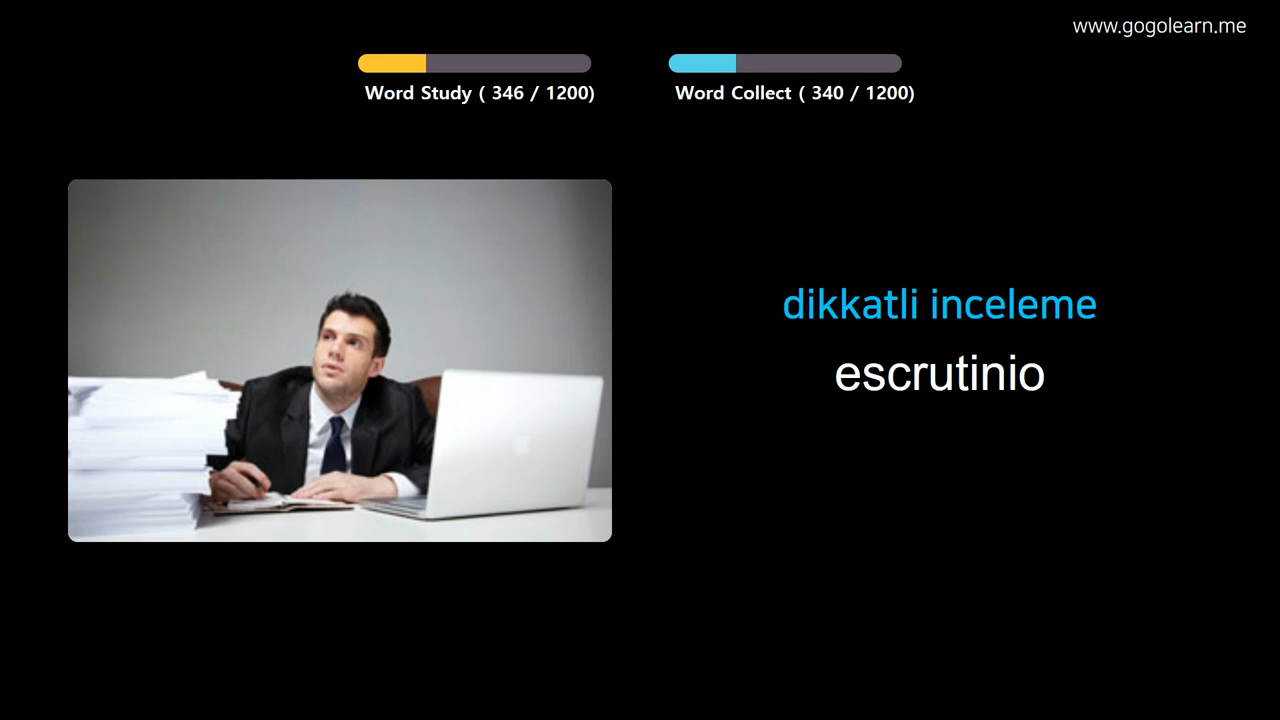 www.gogolearn.me
Word Study ( 346 / 1200)
Word Collect ( 340 / 1200)
dikkatli inceleme
escrutinio